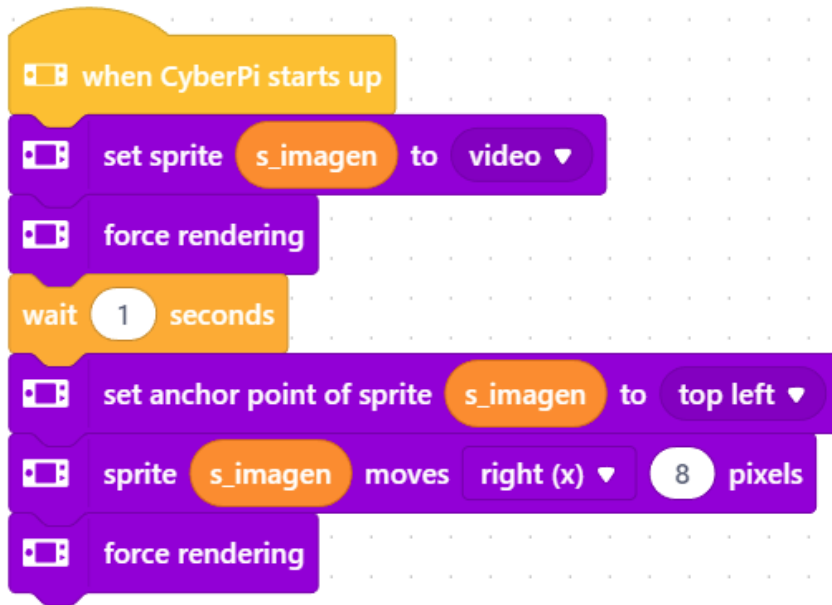 when CyberPi starts up
set sprite s_imagen to video
force rendering
wait 1 seconds
set anchor point of sprite s_imagen to top left
sprite s_imagen moves right (x) 8 pixels
force rendering